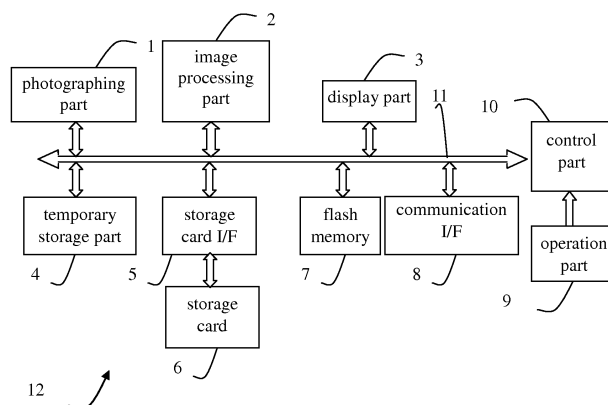 1
2
3
11
10
photographing
part
image
processing
part
display part
control
part
temporary
storage part
storage
card I/F
flash
memory
communication
I/F
operation
part
4
5
7
8
9
storage
card
6
12